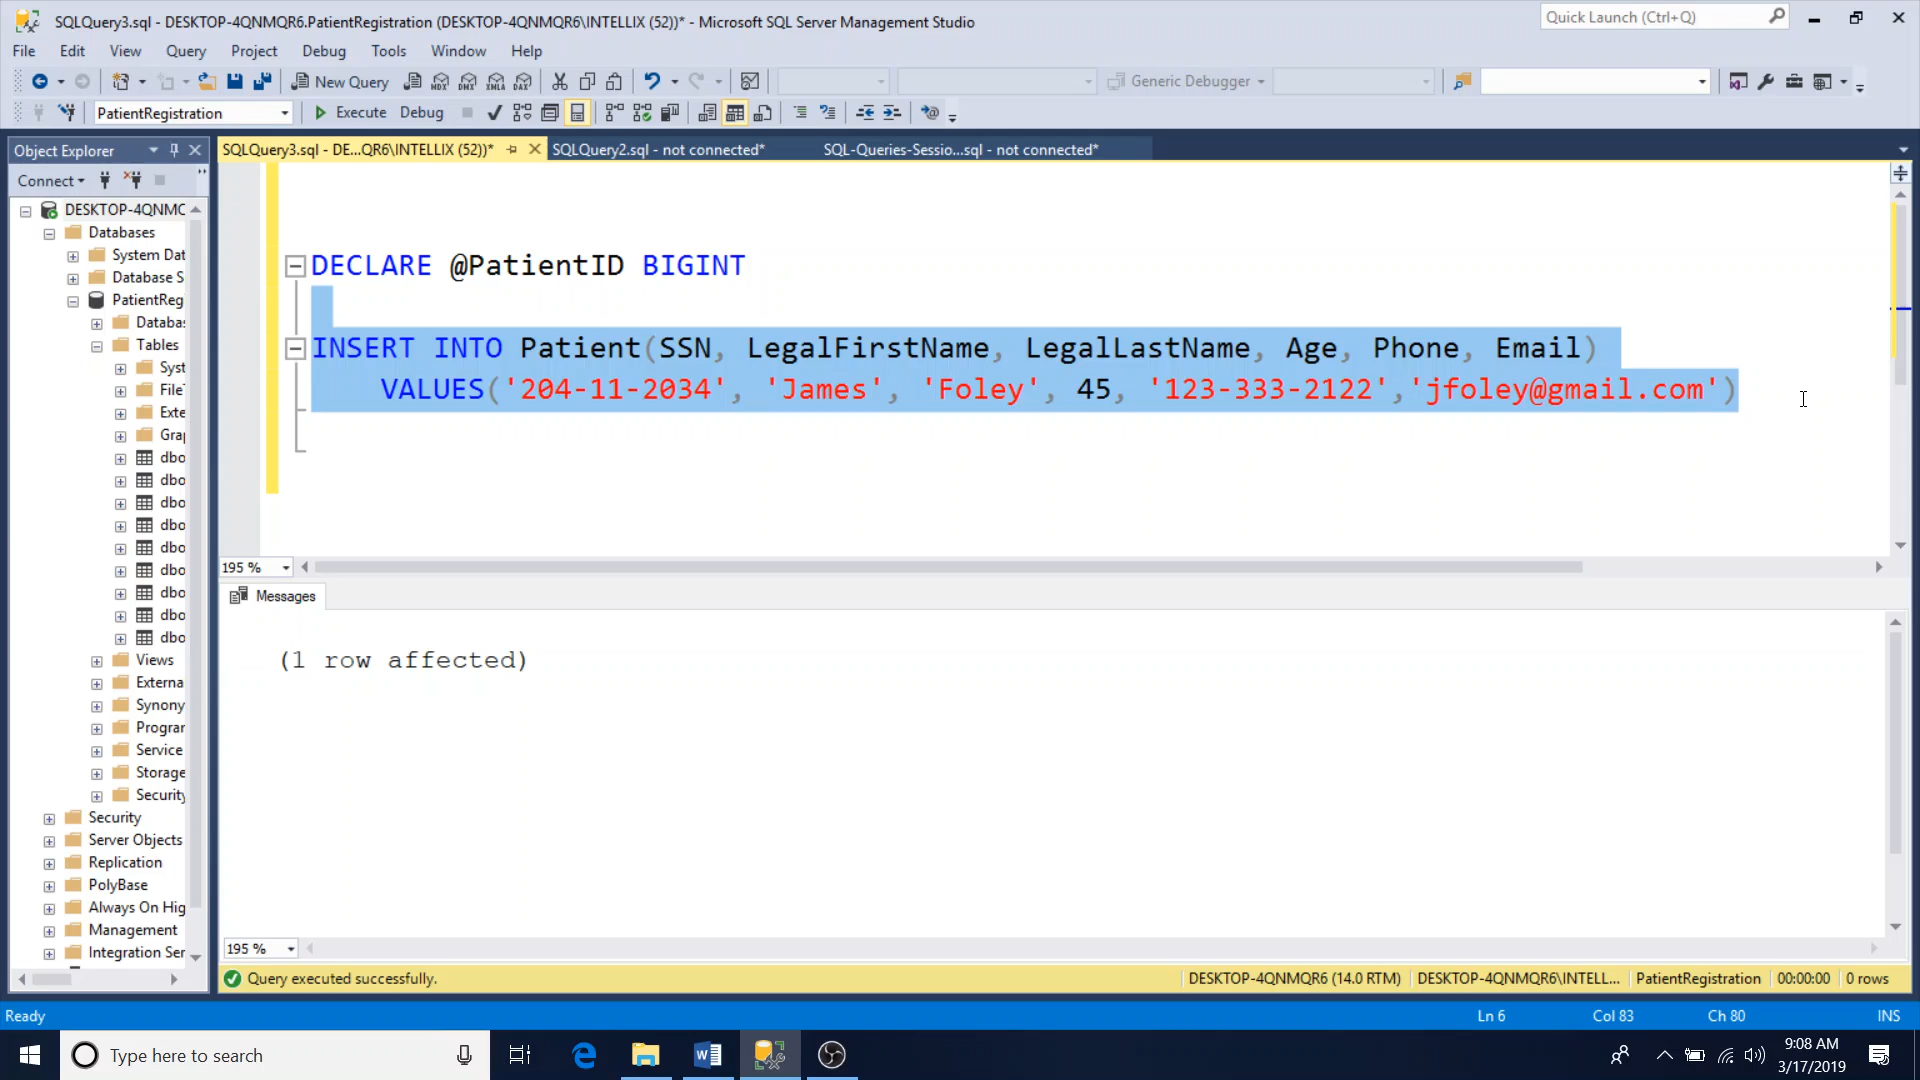 SQLQuery3.sql - DESKTOP-4QNMQR6.PatientRegistration (DESKTOP-4QNMQR6\INTELLIX (52))* - Microsoft SQL Server Management Studio
Quick Launch (Ctrl+Q)
File Edit View Query Project Debug Tools Window Help
New Query MDX DMX XMLA DAX Generic Debugger
PatientRegistration Execute Debug
Object Explorer
SQLQuery3.sql - DE...QR6\INTELLIX (52))* SQLQuery2.sql - not connected* SQL-Queries-Sessio...sql - not connected*
Connect
DESKTOP-4QNMC
Databases
System Dat
Database S
PatientReg
Databa
Tables
Syst
File
Exte
Grap
dbo
dbo
dbo
dbo
dbo
dbo
dbo
dbo
dbo
Views
Externa
Synony
Progran
Service
Storage
Security
Security
Server Objects
Replication
PolyBase
Always On Hig
Management
Integration Ser
DECLARE @PatientID BIGINT
INSERT INTO Patient(SSN, LegalFirstName, LegalLastName, Age, Phone, Email)
VALUES('204-11-2034', 'James', 'Foley', 45, '123-333-2122','jfoley@gmail.com')
195 %
Messages
(1 row affected)
195 %
Query executed successfully. DESKTOP-4QNMQR6 (14.0 RTM) DESKTOP-4QNMQR6\INTELL... PatientRegistration 00:00:00 0 rows
Ready Ln 6 Col 83 Ch 80 INS
Type here to search
9:08 AM
3/17/2019